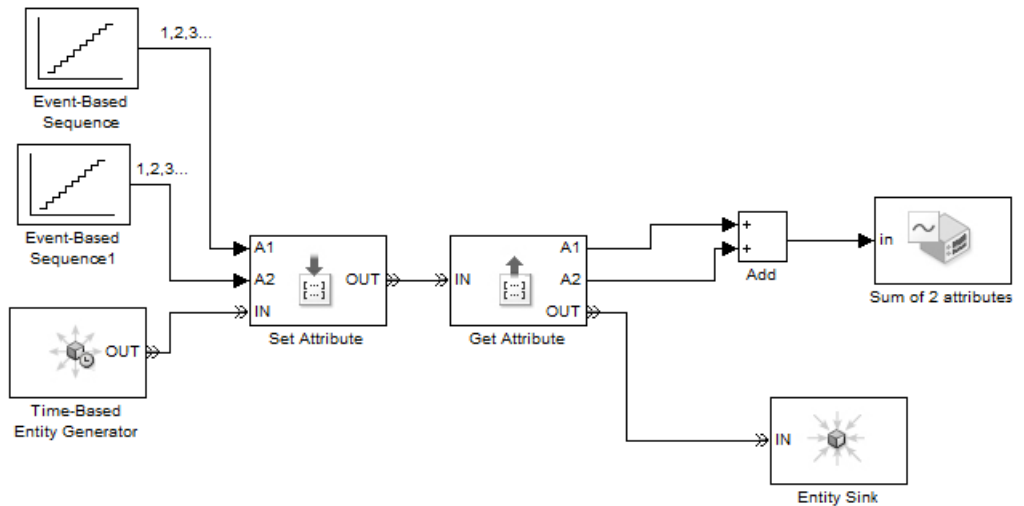 1,2,3...
Event-Based
Sequence
1,2,3...
Event-Based
Sequence1
A1
A2
IN
OUT
Set Attribute
IN
A1
A2
OUT
Get Attribute
+
+
Add
in
Sum of 2 attributes
OUT
Time-Based
Entity Generator
IN
Entity Sink